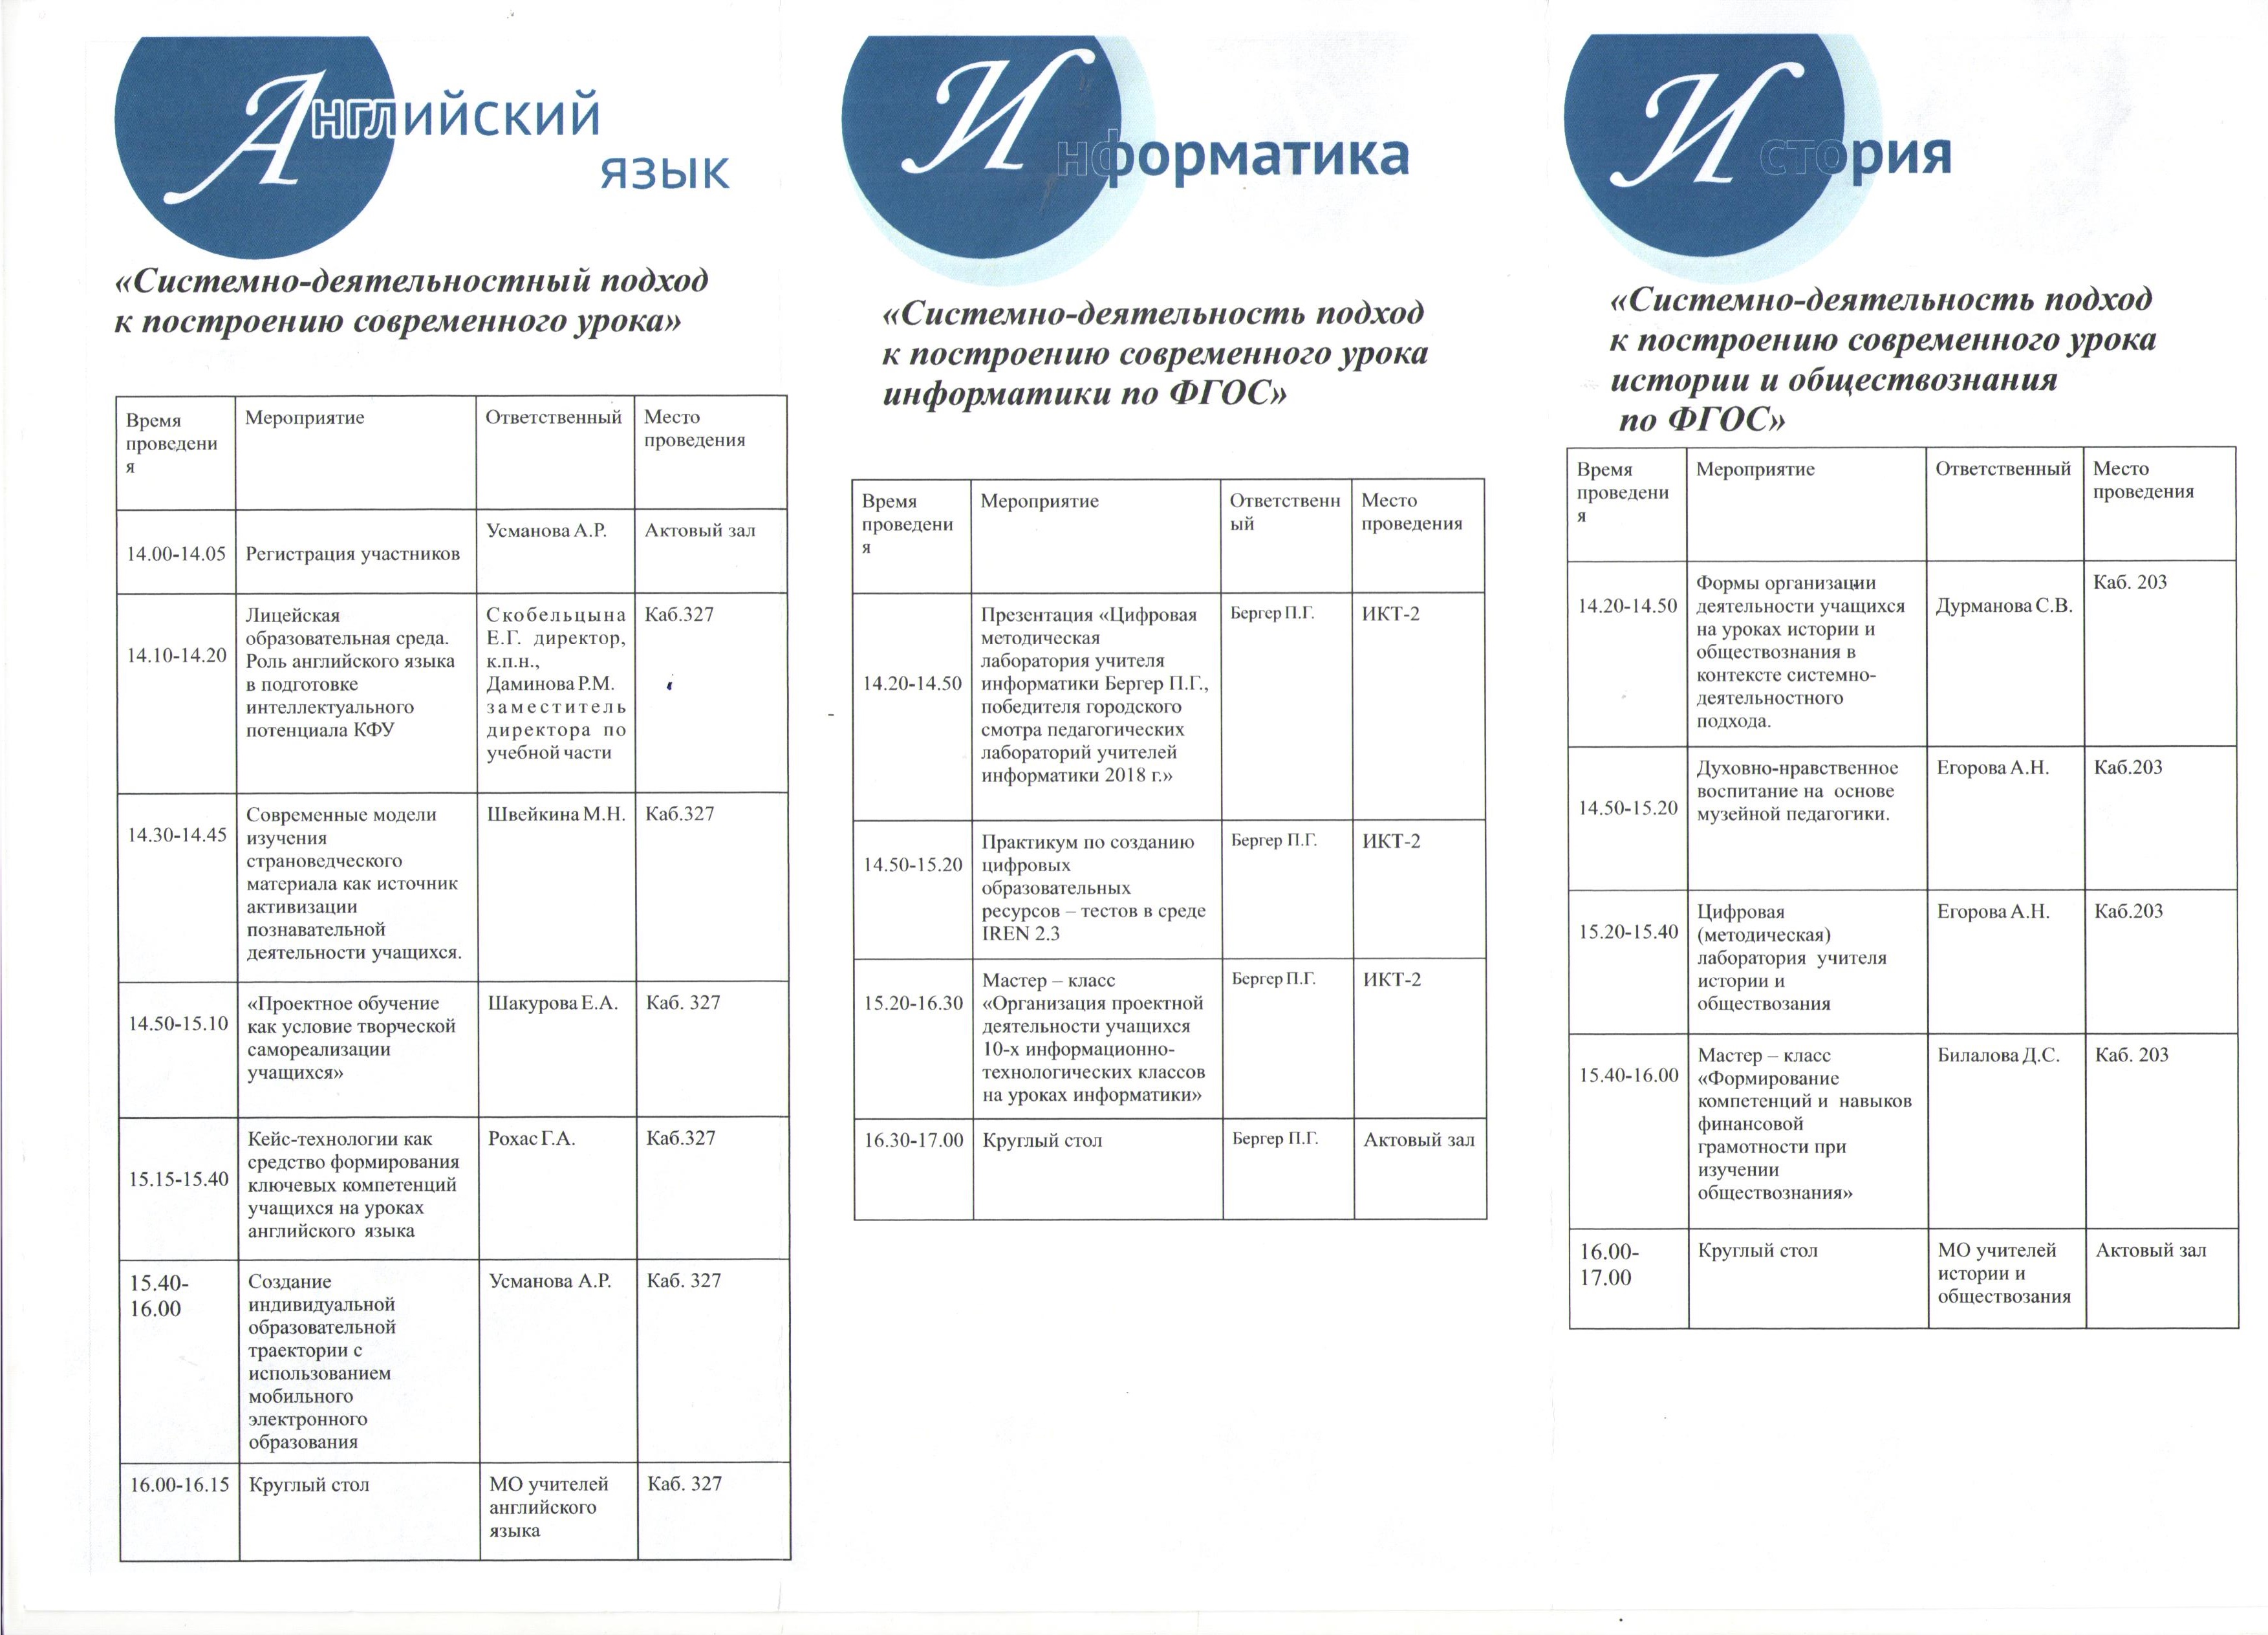 Английский
язык
«Системно-деятельностный подход
к построению современного урока»
Время
проведени
я
Мероприятие
Ответственный
Место
проведения
14.00-14.05
Регистрация участников
Усманова А.Р.
Актовый зал
14.10-14.20
Лицейская
образовательная среда.
Роль английского языка
в подготовке
интеллектуального
потенциала КФУ
Скобельцына
Е.Г. директор,
к.п.н.,
Даминова Р.М.
заместитель
директора по
учебной части
Каб.327
14.30-14.45
Современные модели
изучения
страноведческого
материала как источник
активизации
познавательной
деятельности учащихся.
Швейкина М.Н.
Каб.327
14.50-15.10
«Проектное обучение
как условие творческой
самореализации
учащихся»
Шакурова Е.А.
Каб. 327
15.15-15.40
Кейс-технологии как
средство формирования
ключевых компетенций
учащихся на уроках
английского языка
Рохас Г.А.
Каб.327
15.40-
16.00
Создание
индивидуальной
образовательной
траектории с
использованием
мобильного
электронного
образования
Усманова А.Р.
Каб. 327
16.00-16.15
Круглый стол
МО учителей
английского
языка
Каб. 327
Информатика
«Системно-деятельность подход
к построению современного урока
информатики по ФГОС»
Время
проведени
я
Мероприятие
Ответственн
ый
Место
проведения
14.20-14.50
Презентация «Цифровая
методическая
лаборатория учителя
информатики Бергер П.Г.,
победителя городского
смотра педагогических
лабораторий учителей
информатики 2018 г.»
Бергер П.Г.
ИКТ-2
14.50-15.20
Практикум по созданию
цифровых
образовательных
ресурсов – тестов в среде
IREN 2.3
Бергер П.Г.
ИКТ-2
15.20-16.30
Мастер – класс
«Организация проектной
деятельности учащихся
10-х информационно-
технологических классов
на уроках информатики»
Бергер П.Г.
ИКТ-2
16.30-17.00
Круглый стол
Бергер П.Г.
Актовый зал
История
«Системно-деятельность подход
к построению современного урока
истории и обществознания
по ФГОС»
Время
проведени
я
Мероприятие
Ответственный
Место
проведения
14.20-14.50
Формы организации
деятельности учащихся
на уроках истории и
обществознания в
контексте системно-
деятельностного
подхода.
Дурманова С.В.
Каб. 203
14.50-15.20
Духовно-нравственное
воспитание на основе
музейной педагогики.
Егорова А.Н.
Каб.203
15.20-15.40
Цифровая
(методическая)
лаборатория учителя
истории и
обществозания
Егорова А.Н.
Каб.203
15.40-16.00
Мастер – класс
«Формирование
компетенций и навыков
финансовой
грамотности при
изучении
обществознания»
Билалова Д.С.
Каб. 203
16.00-
17.00
Круглый стол
МО учителей
истории и
обществозания
Актовый зал